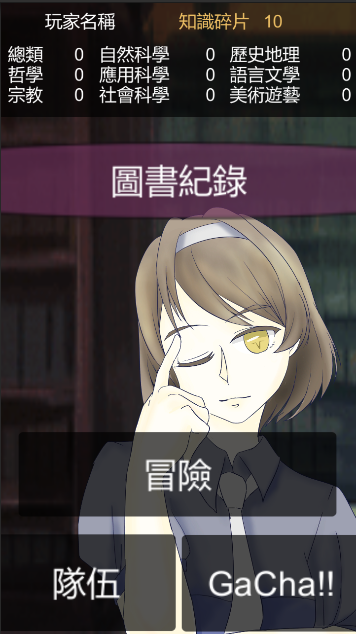 玩家名稱 知識碎片 10
總類 0 自然科學 0 歷史地理 0
哲學 0 應用科學 0 語言文學 0
宗教 0 社會科學 0 美術遊藝 0
圖書紀錄
冒險
隊伍 GaCha!!